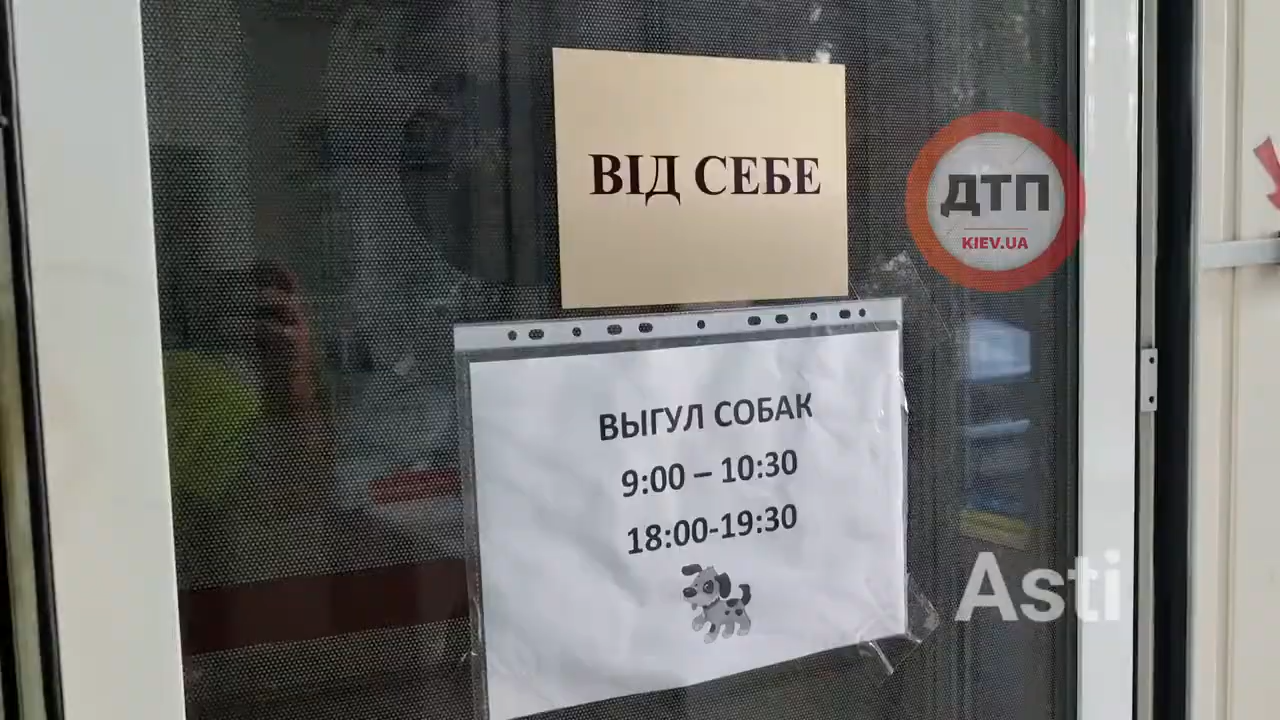 ВІД СЕБЕ
ДТП
KIEV.UA
ВЫГУЛ СОБАК
9:00 – 10:30
18:00-19:30
Asti